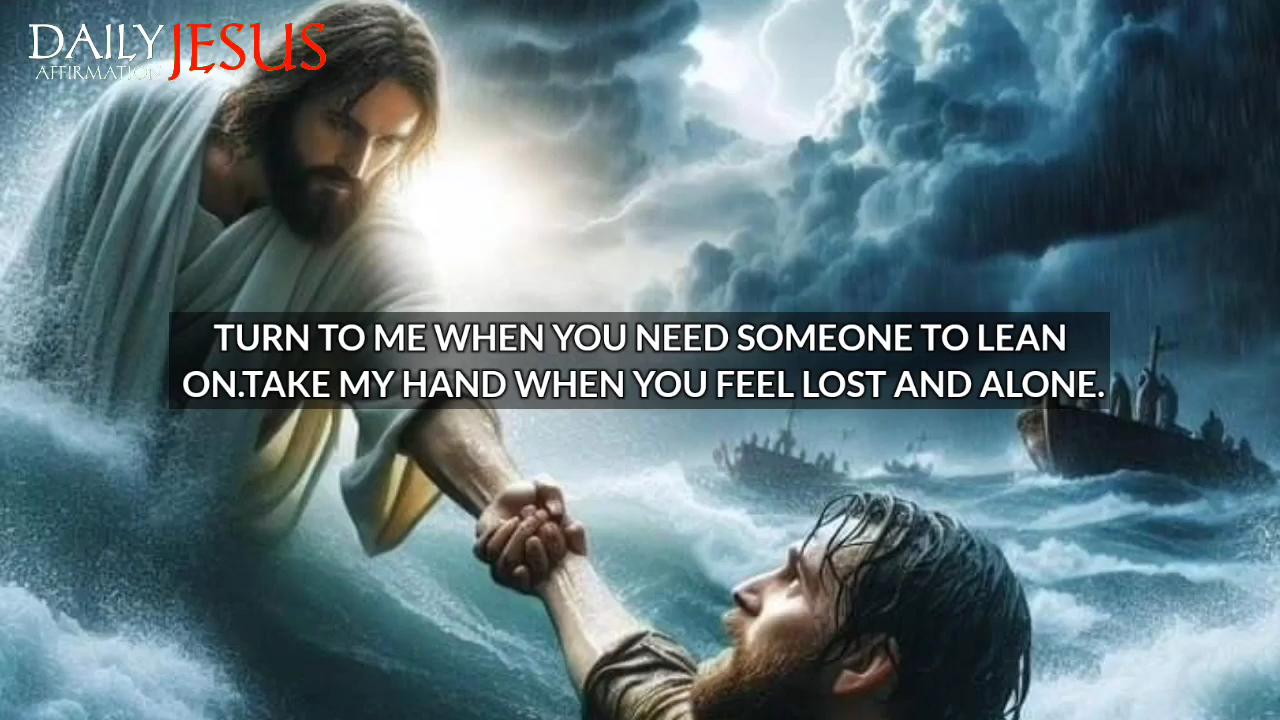 DAILY JESUS
AFFIRMATION
TURN TO ME WHEN YOU NEED SOMEONE TO LEAN
ON.TAKE MY HAND WHEN YOU FEEL LOST AND ALONE.